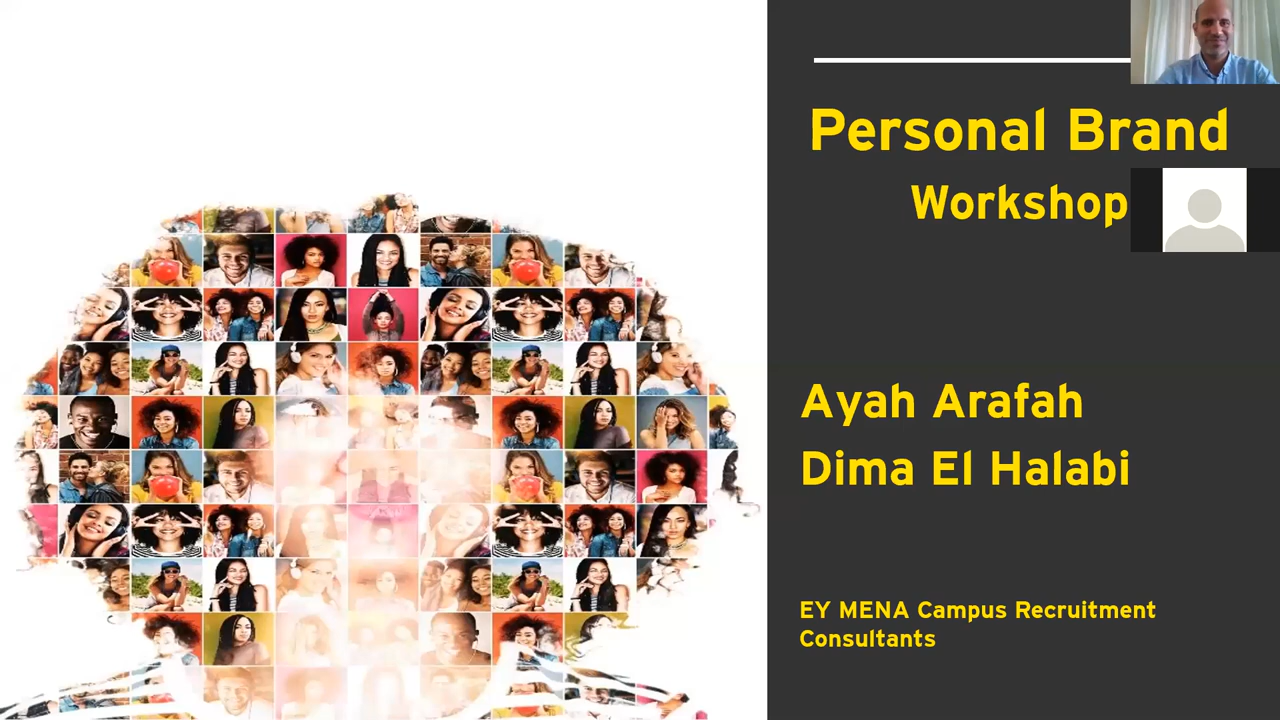 Personal Brand
Workshop
Ayah Arafah
Dima El Halabi
EY MENA Campus Recruitment
Consultants